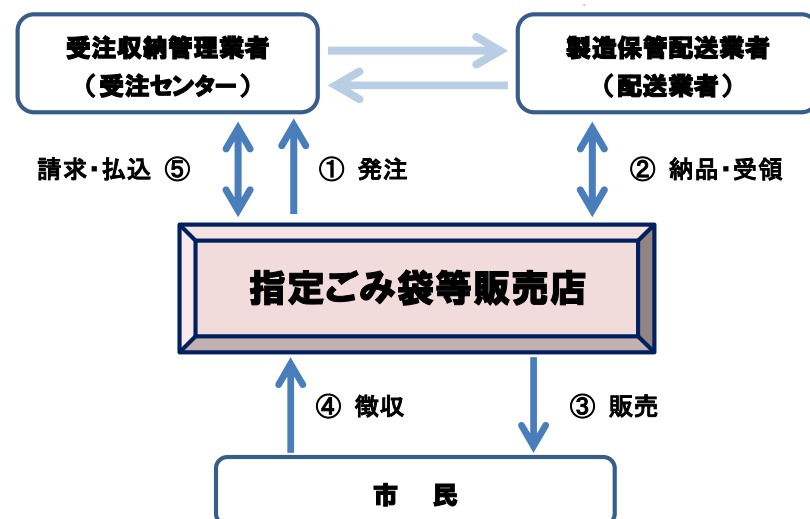 受注収納管理業者
（受注センター）
製造保管配送業者
（配送業者）
請求・払込 ⑤
① 発注
② 納品・受領
指定ごみ袋等販売店
④ 徴収
③ 販売
市 民